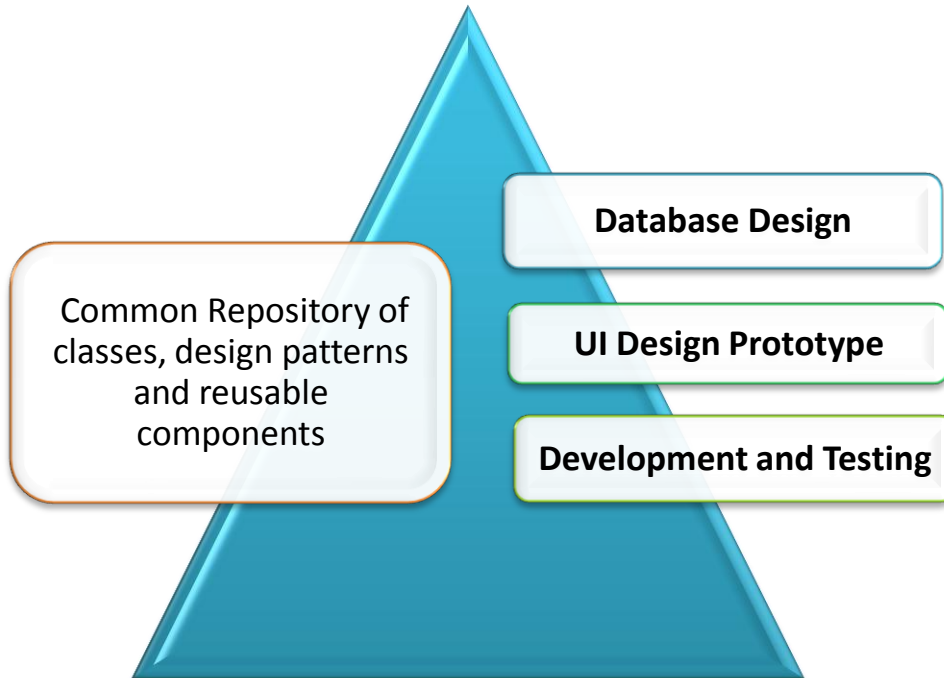 Common Repository of
classes, design patterns
and reusable
components
Database Design
UI Design Prototype
Development and Testing